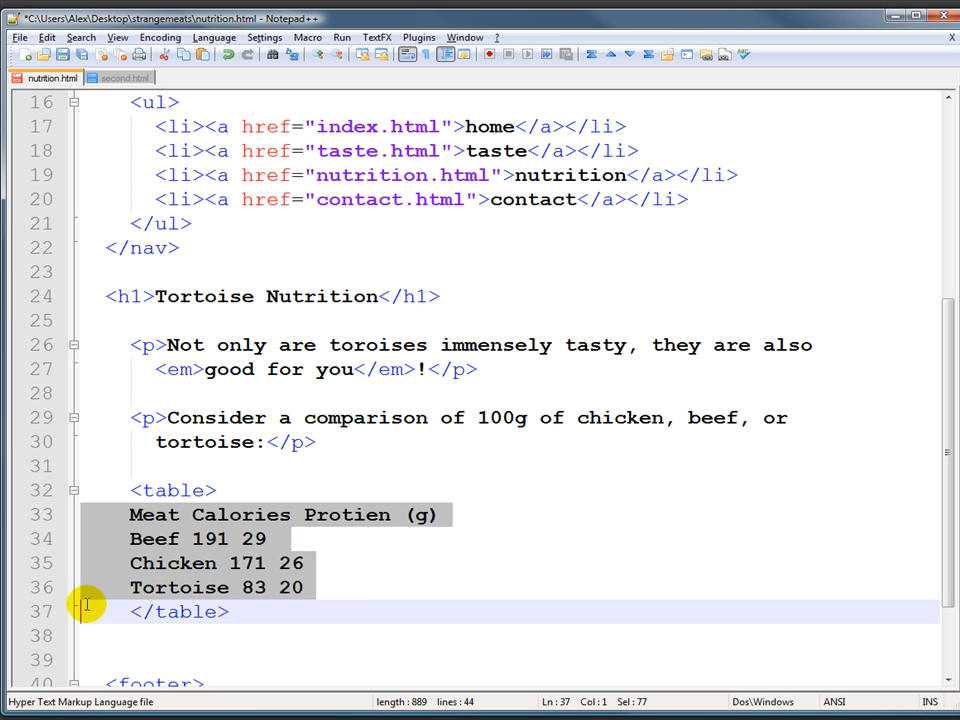 *C:\Users\Alex\Desktop\strangemeats\nutrition.html - Notepad++
File Edit Search View Encoding Language Settings Macro Run TextFX Plugins Window ? X
nutrition.html second.html
16 <ul>
17 <li><a href="index.html">home</a></li>
18 <li><a href="taste.html">taste</a></li>
19 <li><a href="nutrition.html">nutrition</a></li>
20 <li><a href="contact.html">contact</a></li>
21 </ul>
22 </nav>
23
24 <h1>Tortoise Nutrition</h1>
25
26 <p>Not only are toroises immensely tasty, they are also
27 <em>good for you</em>!</p>
28
29 <p>Consider a comparison of 100g of chicken, beef, or
30 tortoise:</p>
31
32 <table>
33 Meat Calories Protien (g)
34 Beef 191 29
35 Chicken 171 26
36 Tortoise 83 20
37 </table>
38
39
40 <footer>
Hyper Text Markup Language file length : 889 lines : 44 Ln : 37 Col : 1 Sel : 77 Dos\Windows ANSI INS